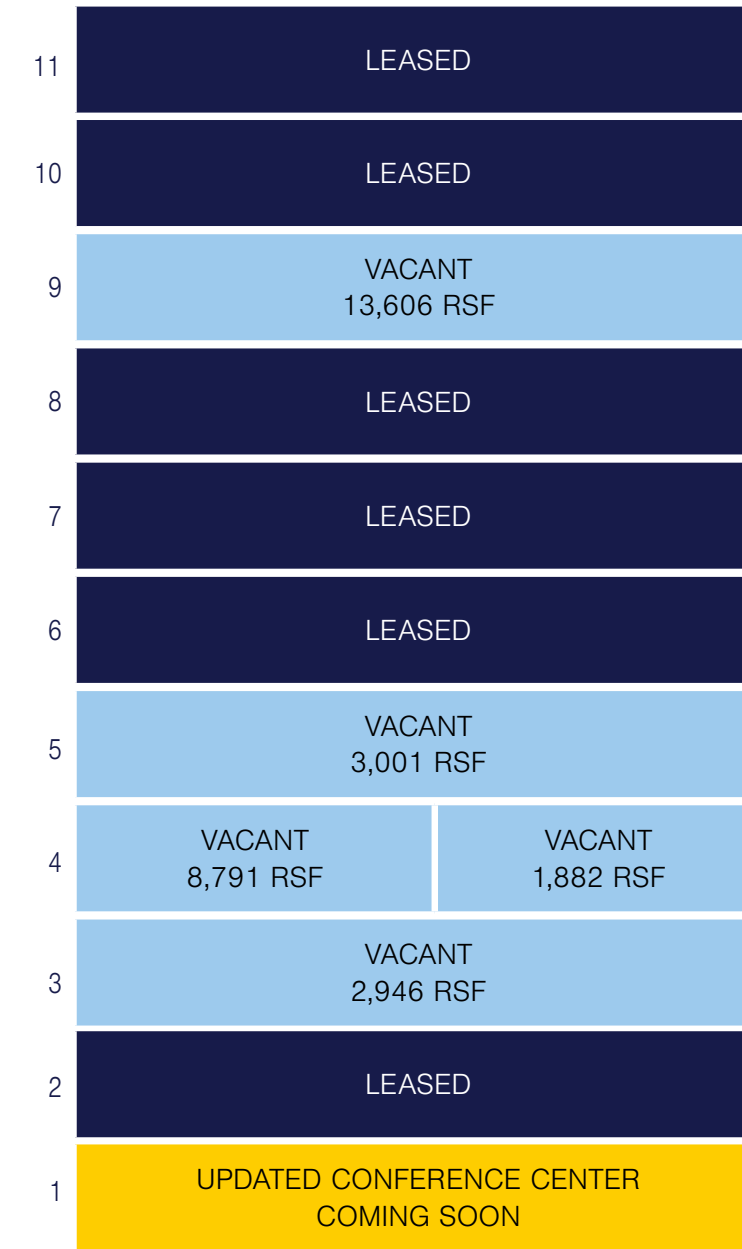 11
LEASED
10
LEASED
9
VACANT
13,606 RSF
8
LEASED
7
LEASED
6
LEASED
5
VACANT
3,001 RSF
4
VACANT
8,791 RSF
VACANT
1,882 RSF
3
VACANT
2,946 RSF
2
LEASED
1
UPDATED CONFERENCE CENTER
COMING SOON